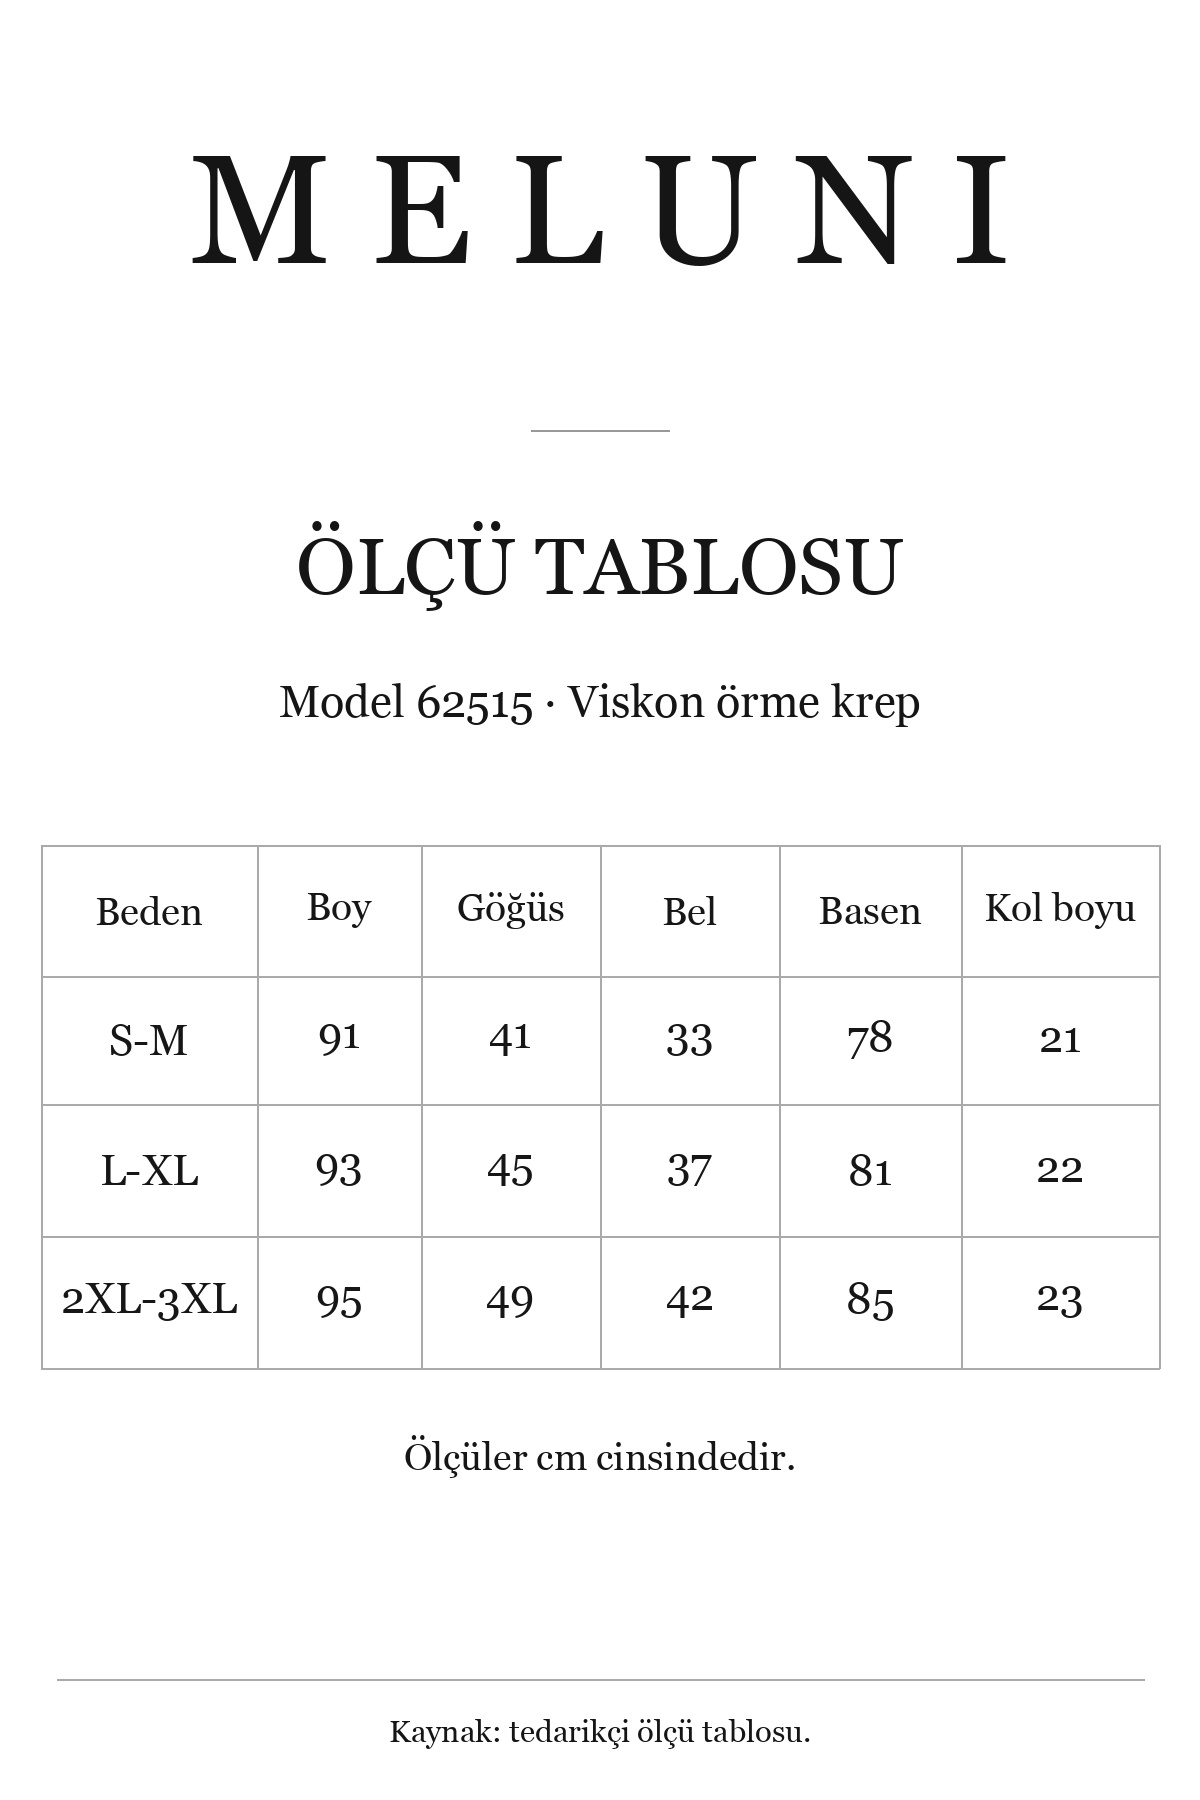 MELUNI
ÖLÇÜ TABLOSU
Model 62515 · Viskon örme krep
Beden Boy Göğüs Bel Basen Kol boyu
S-M 91 41 33 78 21
L-XL 93 45 37 81 22
2XL-3XL 95 49 42 85 23
Ölçüler cm cinsindedir.
Kaynak: tedarikçi ölçü tablosu.